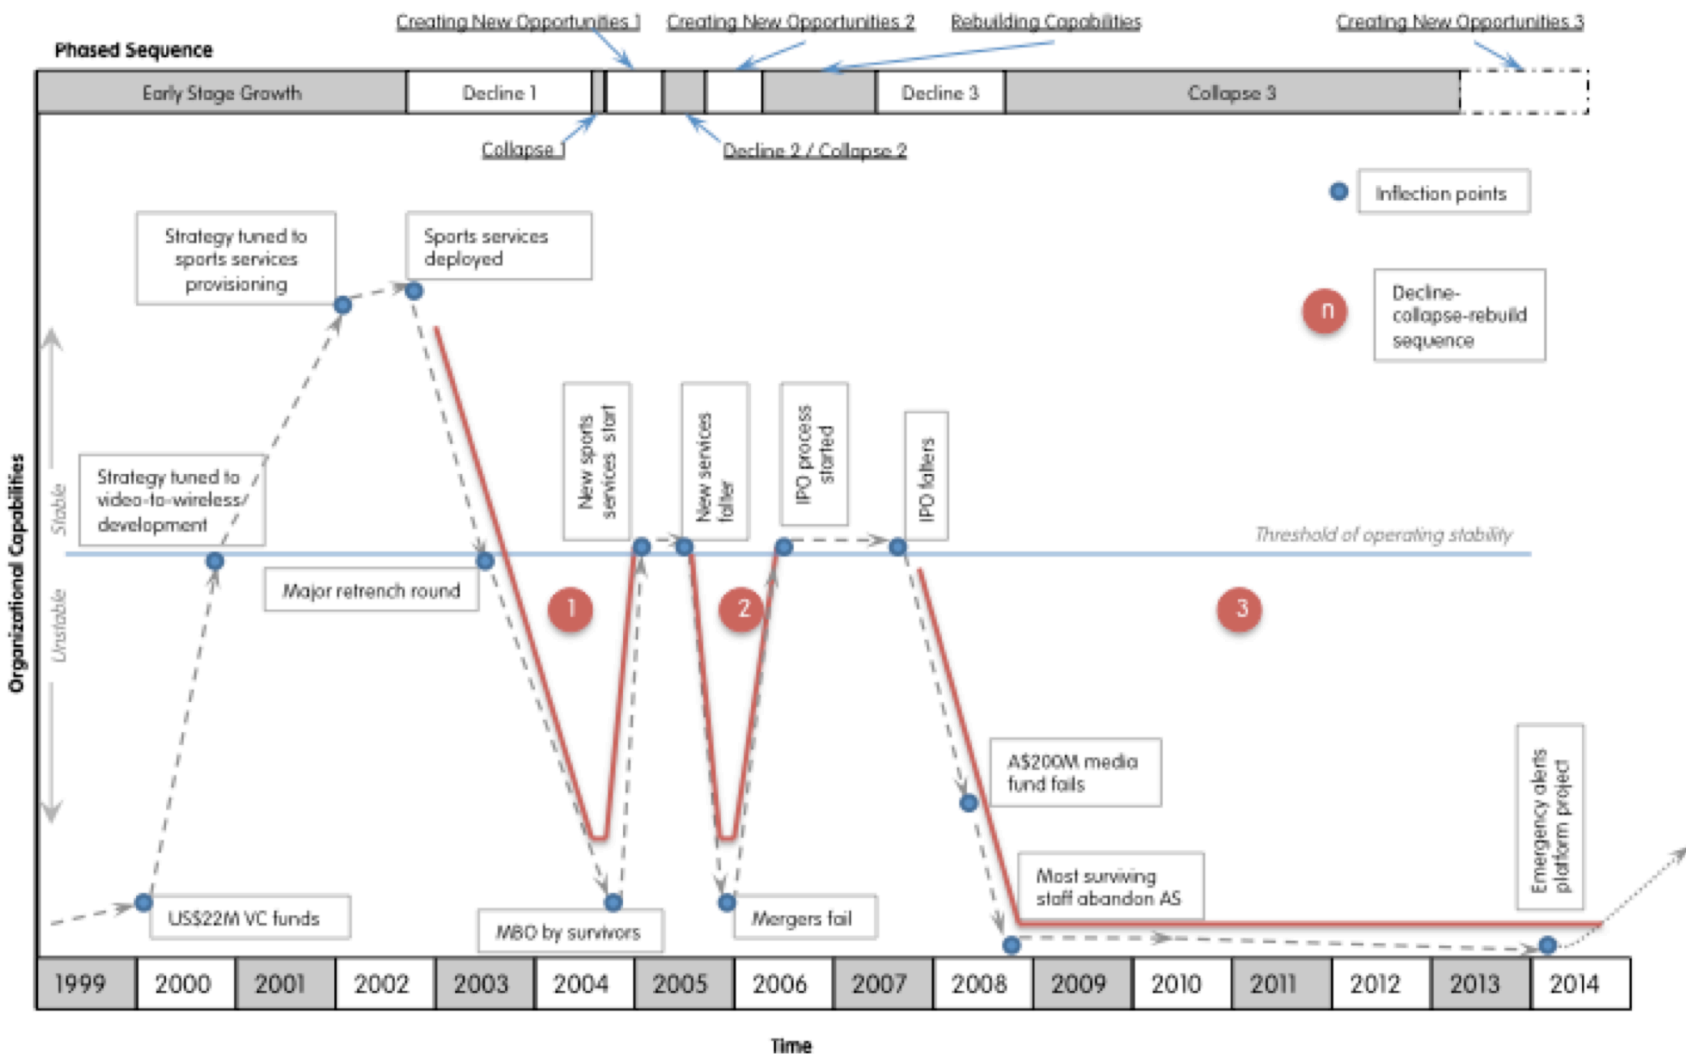 Creating New Opportunities 1
Creating New Opportunities 2
Rebuilding Capabilities
Creating New Opportunities 3
Phased Sequence
Early Stage Growth
Decline 1
Decline 3
Collapse 3
Collapse 1
Decline 2 / Collapse 2
Inflection points
Strategy tuned to
sports services
provisioning
Sports services
deployed
n
Decline-
collapse-rebuild
sequence
New sports
services start
New services
falter
IPO process
started
IPO falters
Strategy tuned to
video-to-wireless
development
Organizational Capabilities
Stable
Unstable
Threshold of operating stability
Major retrench round
1
2
3
A$200M media
fund fails
Emergency alerts
platform project
Most surviving
staff abandon AS
US$22M VC funds
MBO by survivors
Mergers fail
1999
2000
2001
2002
2003
2004
2005
2006
2007
2008
2009
2010
2011
2012
2013
2014
Time